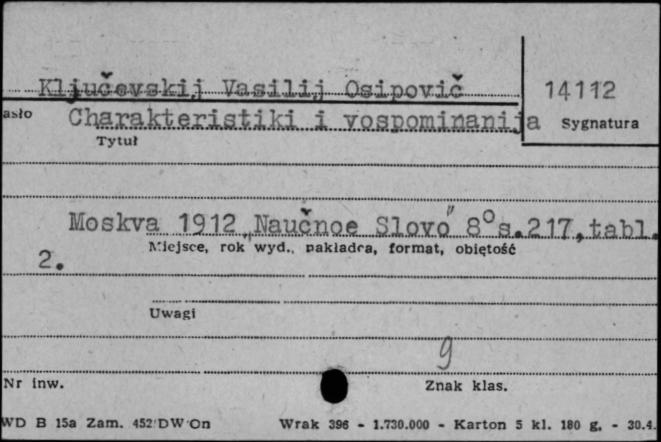 Ključevskij Vasilij Osipovič
14112
asło
Charakteristiki i vospominanija
Sygnatura
Tytuł
Moskva 1912 „Naučnoe Slovo" 8° s.217, tabl.
Miejsce, rok wyd., nakładca, format, objętość
2.
Uwagi
9
Nr inw.
Znak klas.
WD B 15a Zam. 452/DW/On
Wrak 396 - 1.730.000 - Karton 5 kl. 180 g. - 30.4.